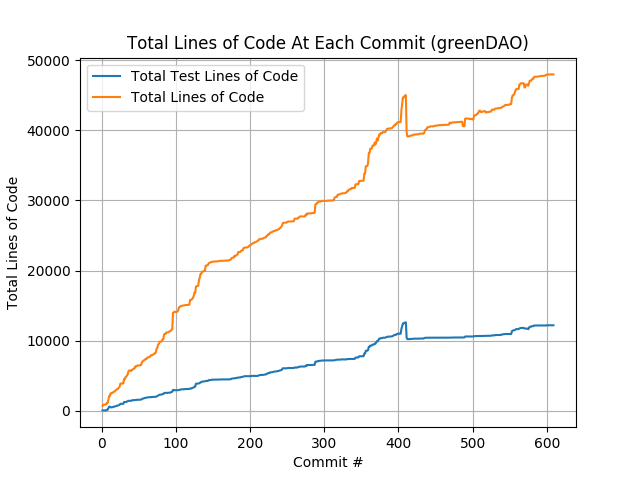 Total Lines of Code At Each Commit (greenDAO)
Total Test Lines of Code
Total Lines of Code
Total Lines of Code
50000
40000
30000
20000
10000
0
0 100 200 300 400 500 600
Commit #